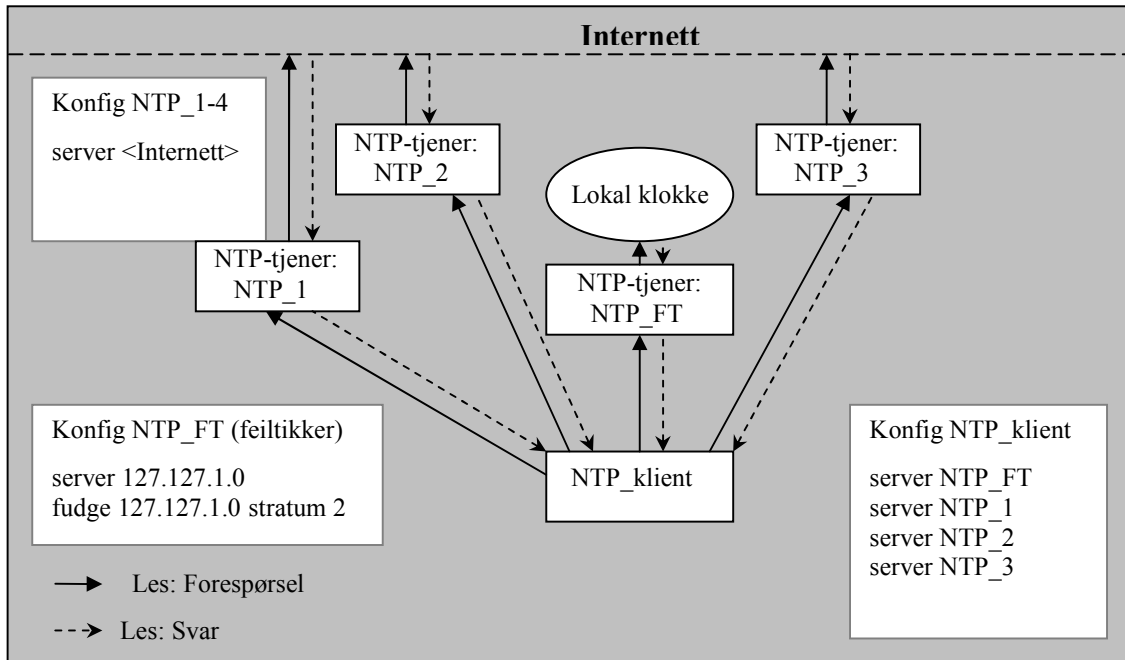 Internett
Konfig NTP_1-4
server <Internett>
NTP-tjener:
NTP_2
NTP-tjener:
NTP_3
Lokal klokke
NTP-tjener:
NTP_1
NTP-tjener:
NTP_FT
Konfig NTP_FT (feiltikker)
server 127.127.1.0
fudge 127.127.1.0 stratum 2
NTP_klient
Konfig NTP_klient
server NTP_FT
server NTP_1
server NTP_2
server NTP_3
Les: Forespørsel
Les: Svar